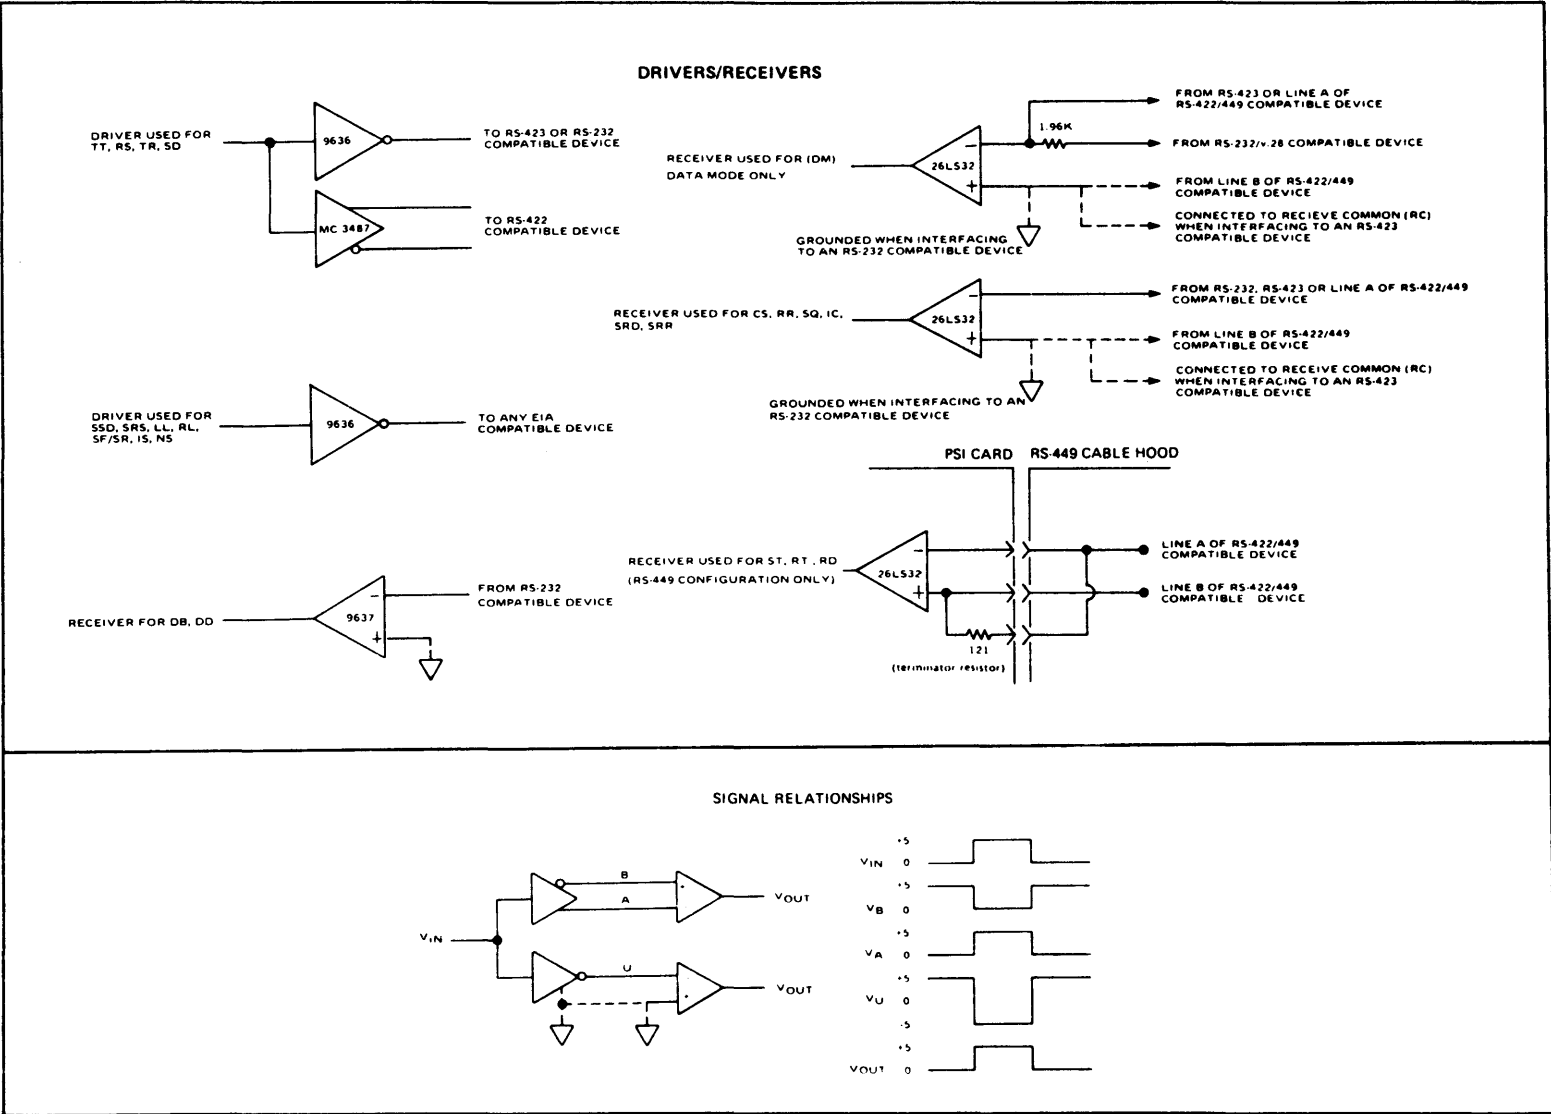 DRIVERS/RECEIVERS
DRIVER USED FOR
TT, RS, TR, SD
9636
TO RS-423 OR RS-232
COMPATIBLE DEVICE
MC 3487
TO RS-422
COMPATIBLE DEVICE
DRIVER USED FOR
SSD, SRS, LL, RL,
SF/SR, IS, NS
9636
TO ANY EIA
COMPATIBLE DEVICE
RECEIVER FOR DB, DD
9637
-
+
FROM RS-232
COMPATIBLE DEVICE
RECEIVER USED FOR (DM)
DATA MODE ONLY
26LS32
-
+
1.96K
FROM RS-423 OR LINE A OF
RS-422/449 COMPATIBLE DEVICE
FROM RS-232/v.28 COMPATIBLE DEVICE
FROM LINE B OF RS-422/449
COMPATIBLE DEVICE
CONNECTED TO RECIEVE COMMON (RC)
WHEN INTERFACING TO AN RS-423
COMPATIBLE DEVICE
GROUNDED WHEN INTERFACING
TO AN RS-232 COMPATIBLE DEVICE
RECEIVER USED FOR CS, RR, SQ, IC,
SRD, SRR
26LS32
-
+
FROM RS-232, RS-423 OR LINE A OF RS-422/449
COMPATIBLE DEVICE
FROM LINE B OF RS-422/449
COMPATIBLE DEVICE
CONNECTED TO RECEIVE COMMON (RC)
WHEN INTERFACING TO AN RS-423
COMPATIBLE DEVICE
GROUNDED WHEN INTERFACING TO AN
RS-232 COMPATIBLE DEVICE
PSI CARD
RS-449 CABLE HOOD
RECEIVER USED FOR ST, RT , RD
(RS-449 CONFIGURATION ONLY)
26LS32
-
+
121
(terminator resistor)
LINE A OF RS-422/449
COMPATIBLE DEVICE
LINE B OF RS-422/449
COMPATIBLE DEVICE
SIGNAL RELATIONSHIPS
VIN
B
A
VOUT
U
VOUT
+5
VIN 0
+5
VB 0
+5
VA 0
+5
VU 0
-5
+5
VOUT 0